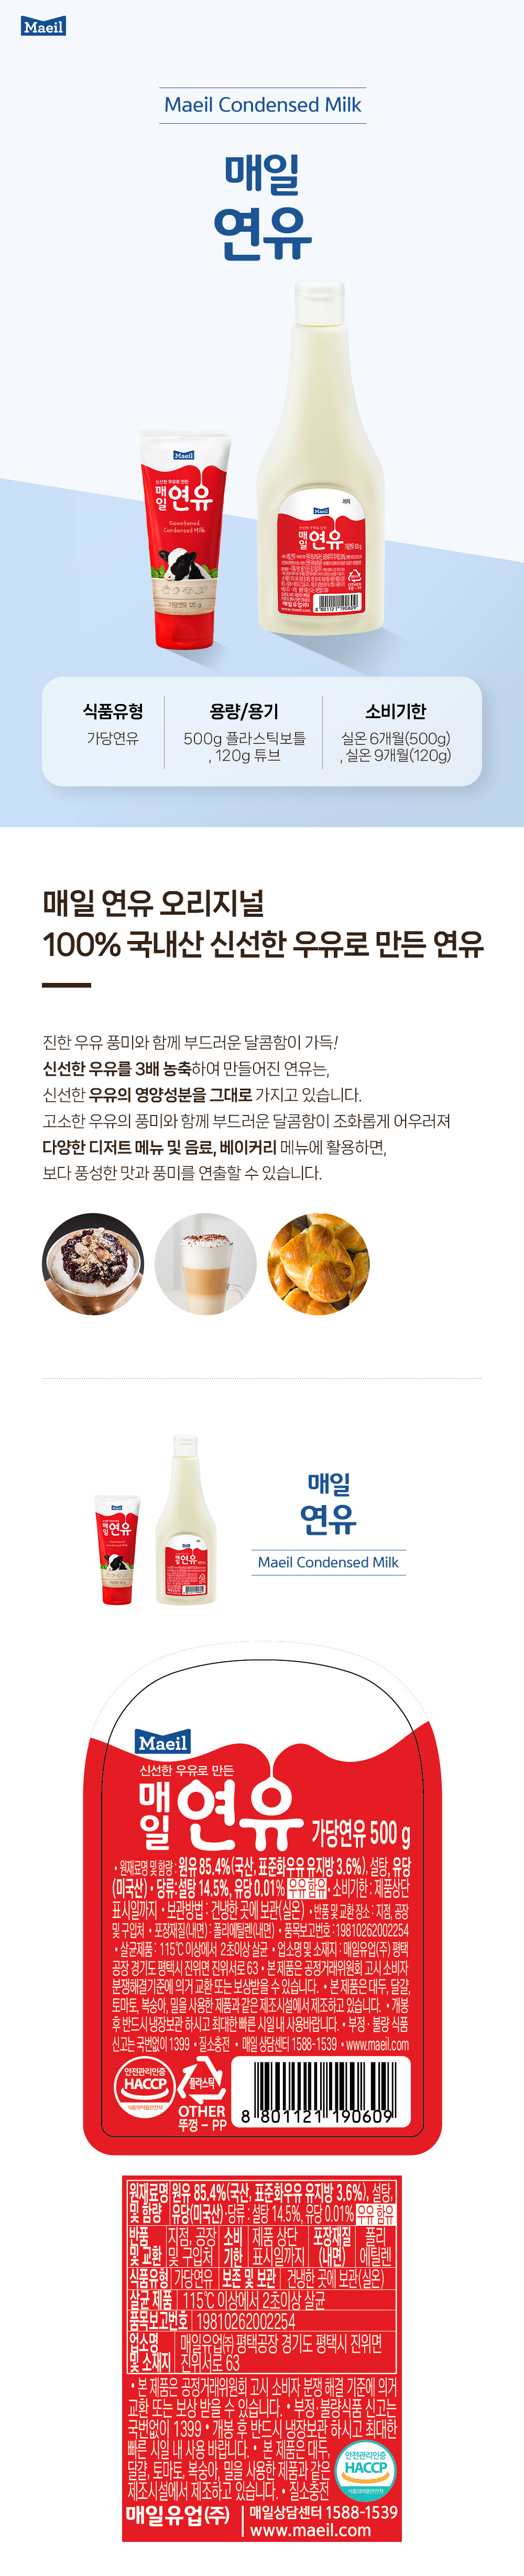 Maeil
Maeil Condensed Milk
매일
연유
Maeil
신선한 우유로 만든
매일 연유
Sweetened
Condensed Milk
가당연유 120 g
Maeil
신선한 우유로 만든
매일 연유
가당연유 500 g
식품유형
가당연유
용량/용기
500g 플라스틱보틀
, 120g 튜브
소비기한
실온 6개월(500g)
, 실온 9개월(120g)
매일 연유 오리지널
100% 국내산 신선한 우유로 만든 연유
진한 우유 풍미와 함께 부드러운 달콤함이 가득!
신선한 우유를 3배 농축하여 만들어진 연유는,
신선한 우유의 영양성분을 그대로 가지고 있습니다.
고소한 우유의 풍미와 함께 부드러운 달콤함이 조화롭게 어우러져
다양한 디저트 메뉴 및 음료, 베이커리 메뉴에 활용하면,
보다 풍성한 맛과 풍미를 연출할 수 있습니다.
매일 연유
매일 연유
매일
연유
Maeil Condensed Milk
Maeil
신선한 우유로 만든
매일 연유 가당연유 500 g
• 원재료명 및 함량 : 원유 85.4%(국산, 표준화우유 유지방 3.6%), 설탕, 유당
(미국산) • 당류:설탕 14.5%, 유당 0.01% 우유 함유 • 소비기한 : 제품상단
표시일까지 • 보관방법 : 건냉한 곳에 보관(실온) • 반품 및 교환 장소 : 지점, 공장
및 구입처 • 포장재질(내면) : 폴리에틸렌(내면) • 품목보고번호 : 19810262002254
• 살균제품 : 115℃ 이상에서 2초이상 살균 • 업소명 및 소재지 : 매일유업(주) 평택
공장 경기도 평택시 진위면 진위서로 63 • 본 제품은 공정거래위원회 고시 소비자
분쟁해결기준에 의거 교환 또는 보상받을 수 있습니다. • 본 제품은 대두, 달걀,
토마토, 복숭아, 밀을 사용한 제품과 같은 제조시설에서 제조하고 있습니다. • 개봉
후 반드시 냉장보관 하시고 최대한 빠른 시일 내 사용바랍니다. • 부정·불량 식품
신고는 국번없이 1399 • 질소충전 • 매일 상담센터 1588-1539 • www.maeil.com
안전관리인증
HACCP
식품의약품안전처
플라스틱
OTHER
뚜껑 - PP
8 801121 190609
원재료명 및 함량 원유 85.4%(국산, 표준화우유 유지방 3.6%), 설탕,
유당(미국산) · 당류 : 설탕 14.5%, 유당 0.01% 우유 함유
반품 및 교환 지점, 공장 및 구입처 소비기한 제품 상단 표시일까지 포장재질(내면) 폴리에틸렌
식품유형 가당연유 보존 및 보관 건냉한 곳에 보관(실온)
살균 제품 115℃ 이상에서 2초이상 살균
품목보고번호 19810262002254
업소명 및 소재지 매일유업㈜ 평택공장 경기도 평택시 진위면 진위서로 63
• 본 제품은 공정거래위원회 고시 소비자 분쟁 해결 기준에 의거
교환 또는 보상 받을 수 있습니다. • 부정·불량식품 신고는
국번없이 1399 • 개봉 후 반드시 냉장보관 하시고 최대한
빠른 시일 내 사용 바랍니다. • 본 제품은 대두,
달걀, 토마토, 복숭아, 밀을 사용한 제품과 같은
제조시설에서 제조하고 있습니다. • 질소충전
안전관리인증
HACCP
식품의약품안전처
매일유업(주)
매일상담센터 1588-1539
www.maeil.com